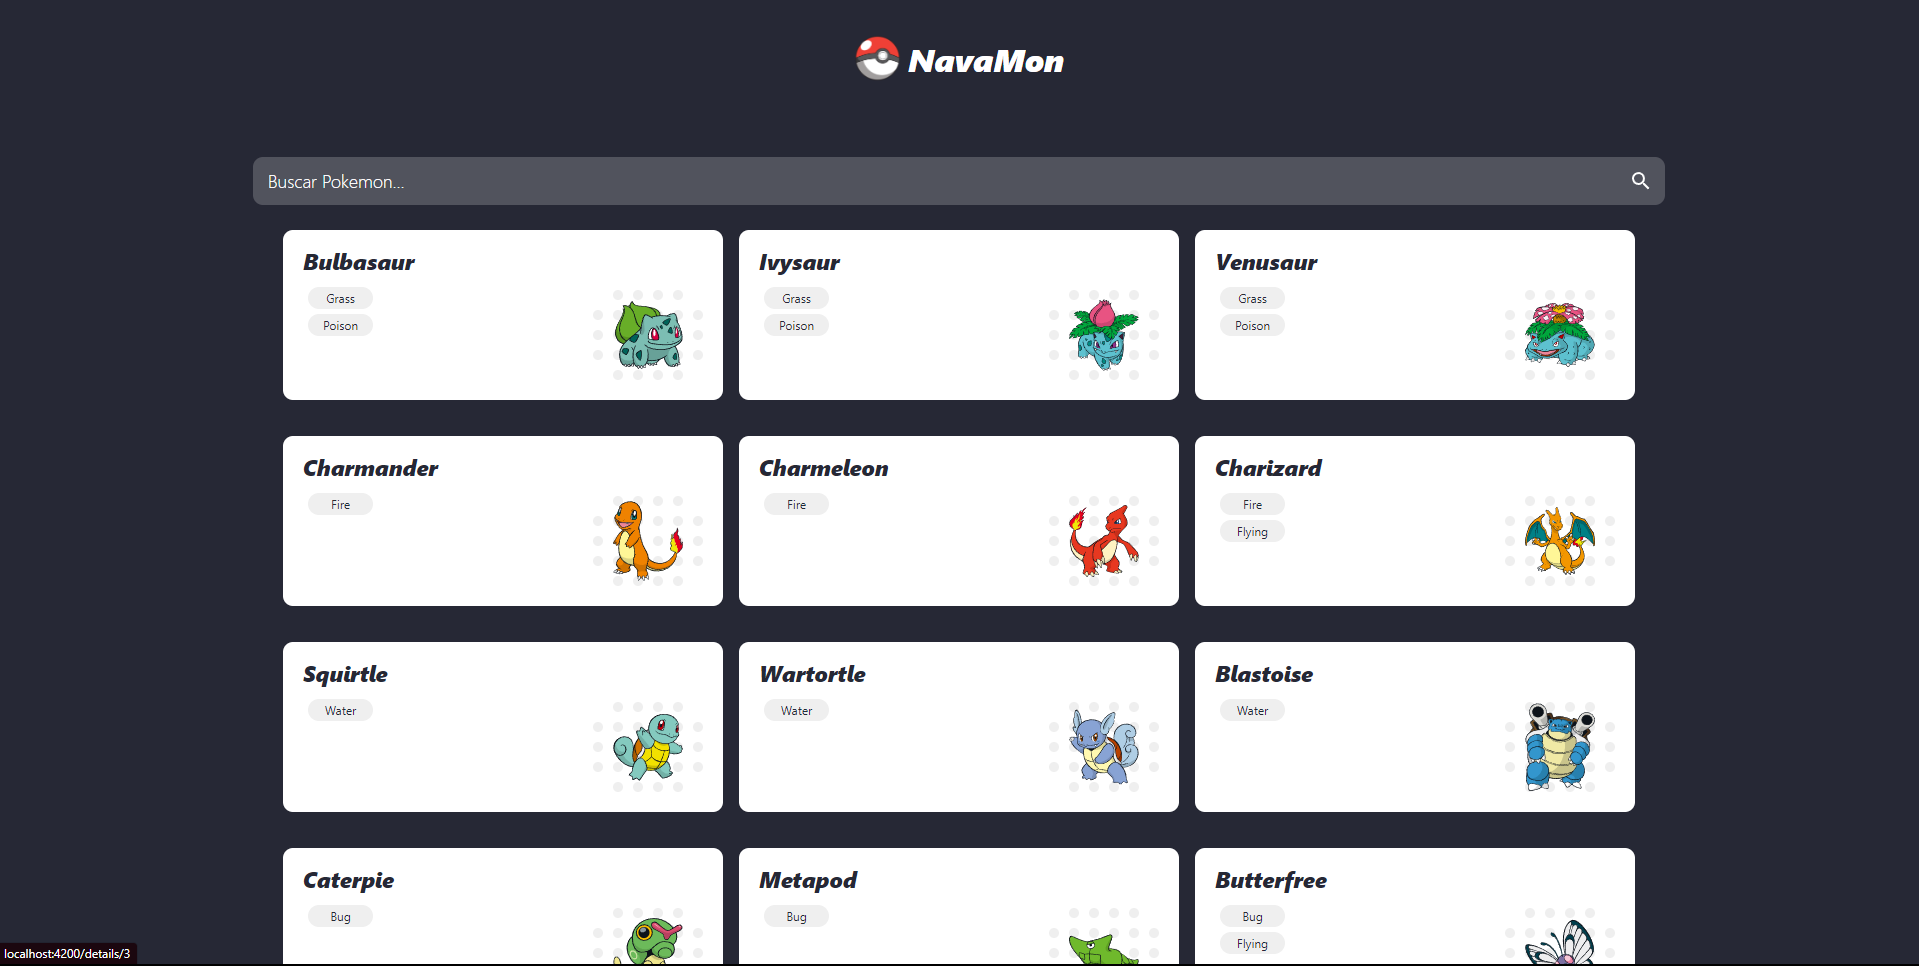 NavaMon
Buscar Pokemon...
Bulbasaur
Grass
Poison
Ivysaur
Grass
Poison
Venusaur
Grass
Poison
Charmander
Fire
Charmeleon
Fire
Charizard
Fire
Flying
Squirtle
Water
Wartortle
Water
Blastoise
Water
Caterpie
Bug
Metapod
Bug
Butterfree
Bug
Flying
localhost:4200/details/3